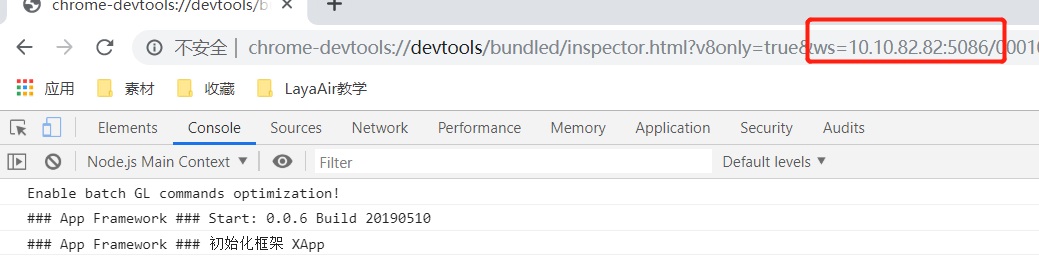 chrome-devtools://devtools/b
不安全 | chrome-devtools://devtools/bundled/inspector.html?v8only=true&ws=10.10.82.82:5086/0001
应用 素材 收藏 LayaAir教学
Elements Console Sources Network Performance Memory Application Security Audits
Node.js Main Context Filter Default levels
Enable batch GL commands optimization!
### App Framework ### Start: 0.0.6 Build 20190510
### App Framework ### 初始化框架 XApp